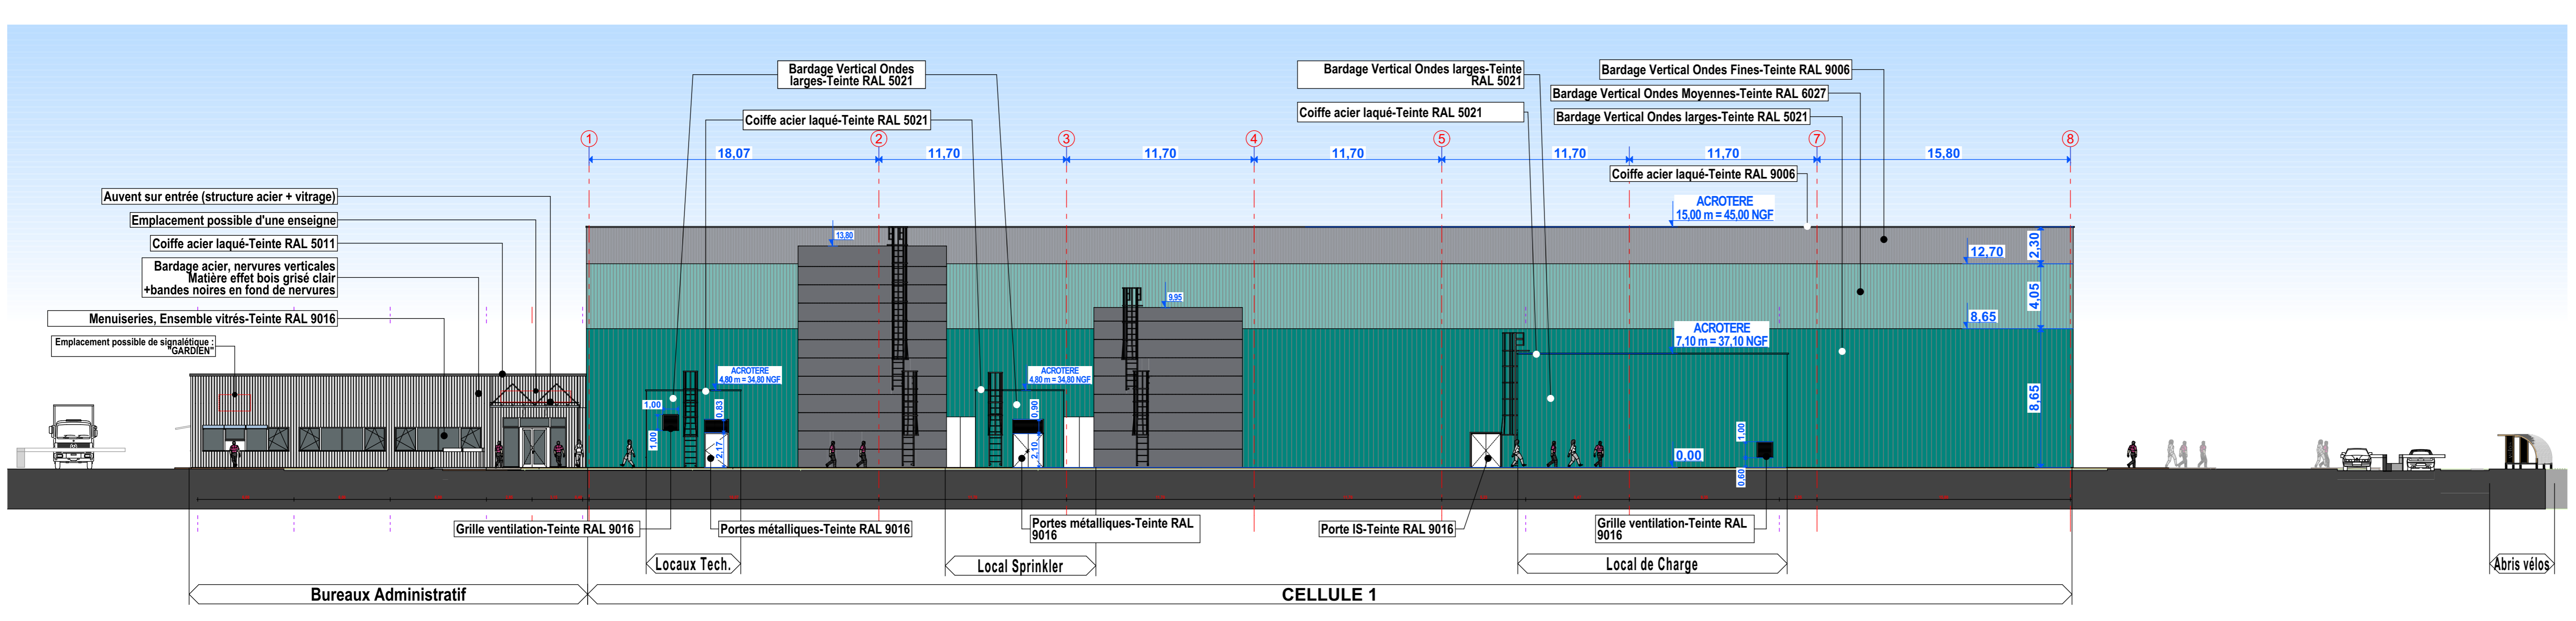 Bardage Vertical Ondes
larges-Teinte RAL 5021
Bardage Vertical Ondes larges-Teinte
RAL 5021
Bardage Vertical Ondes Fines-Teinte RAL 9006
Bardage Vertical Ondes Moyennes-Teinte RAL 6027
Coiffe acier laqué-Teinte RAL 5021
Coiffe acier laqué-Teinte RAL 5021
Bardage Vertical Ondes larges-Teinte RAL 5021
1
2
3
4
5
7
8
18,07
11,70
11,70
11,70
11,70
11,70
15,80
Coiffe acier laqué-Teinte RAL 9006
Auvent sur entrée (structure acier + vitrage)
Emplacement possible d'une enseigne
Coiffe acier laqué-Teinte RAL 5011
Bardage acier, nervures verticales
Matière effet bois grisé clair
+bandes noires en fond de nervures
Menuiseries, Ensemble vitrés-Teinte RAL 9016
Emplacement possible de signalétique :
"GARDIEN"
ACROTERE
15,00 m = 45,00 NGF
13.80
12,70
2,30
9.95
4,05
8,65
ACROTERE
7,10 m = 37,10 NGF
ACROTERE
4,80 m = 34,80 NGF
ACROTERE
4,80 m = 34,80 NGF
8,65
1,00
1,00
0,83
2,17
0,90
2,10
0,00
1,00
0,60
Grille ventilation-Teinte RAL 9016
Portes métalliques-Teinte RAL 9016
Portes métalliques-Teinte RAL
9016
Porte IS-Teinte RAL 9016
Grille ventilation-Teinte RAL
9016
Locaux Tech.
Local Sprinkler
Local de Charge
Abris vélos
Bureaux Administratif
CELLULE 1